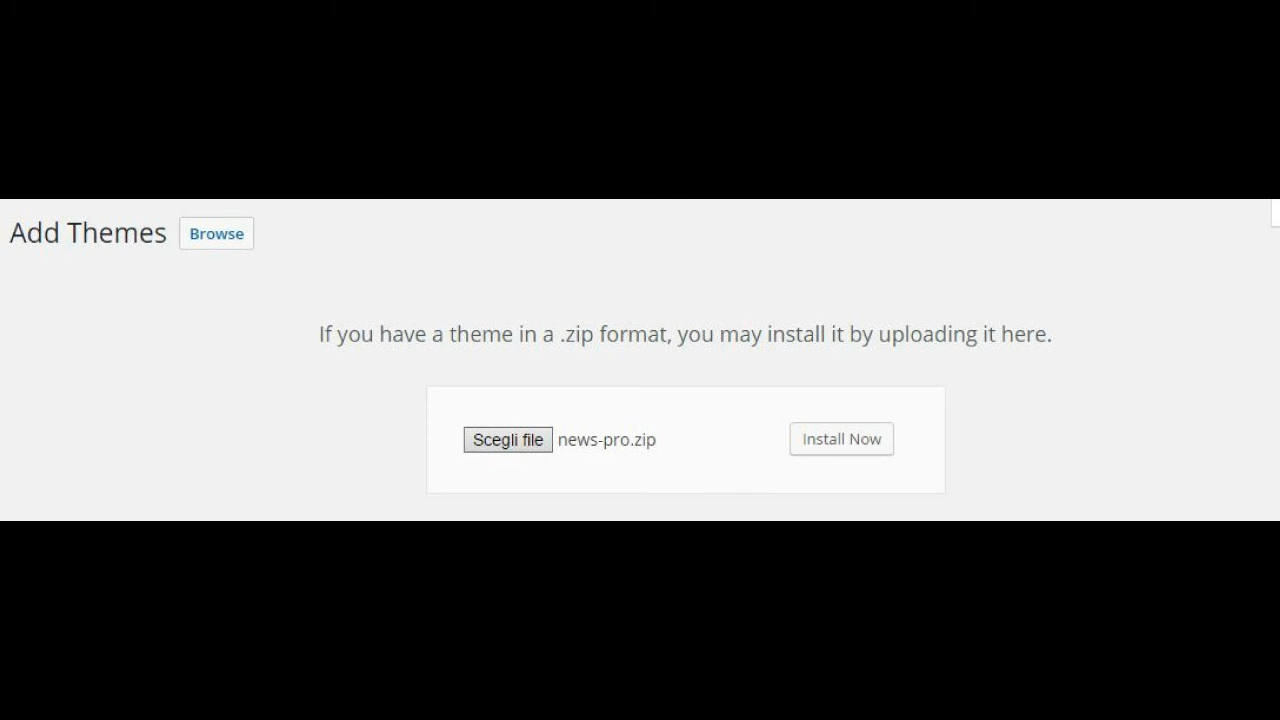 Add Themes Browse
If you have a theme in a .zip format, you may install it by uploading it here.
Scegli file news-pro.zip Install Now